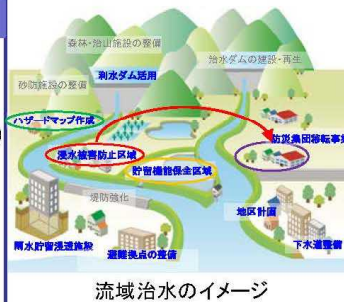 森林・治山施設の整備
治水ダムの建設・再生
砂防施設の整備
利水ダム活用
ハザードマップ作成
防災集団移転事業
浸水被害防止区域
貯留機能保全区域
堤防強化
地区計画
雨水貯留浸透施設
避難拠点の整備
下水道整備
流域治水のイメージ